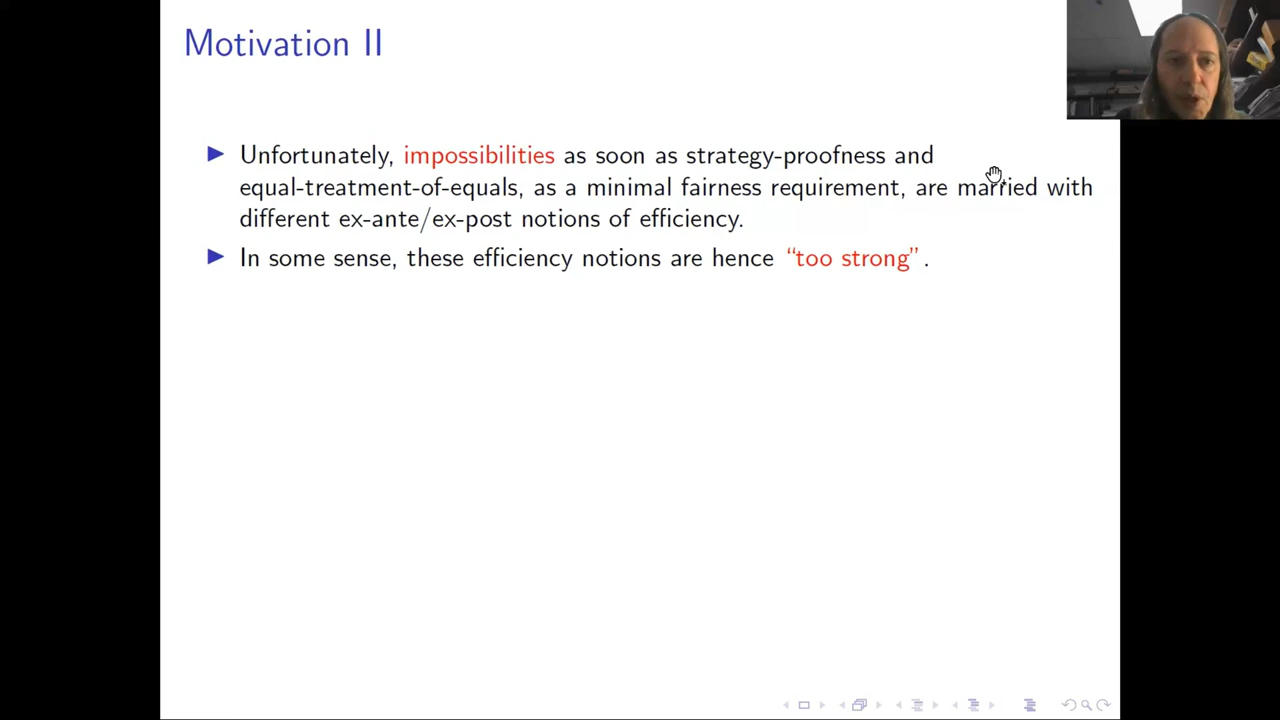 Motivation II
Unfortunately, impossibilities as soon as strategy-proofness and
equal-treatment-of-equals, as a minimal fairness requirement, are married with
different ex-ante/ex-post notions of efficiency.
In some sense, these efficiency notions are hence “too strong”.